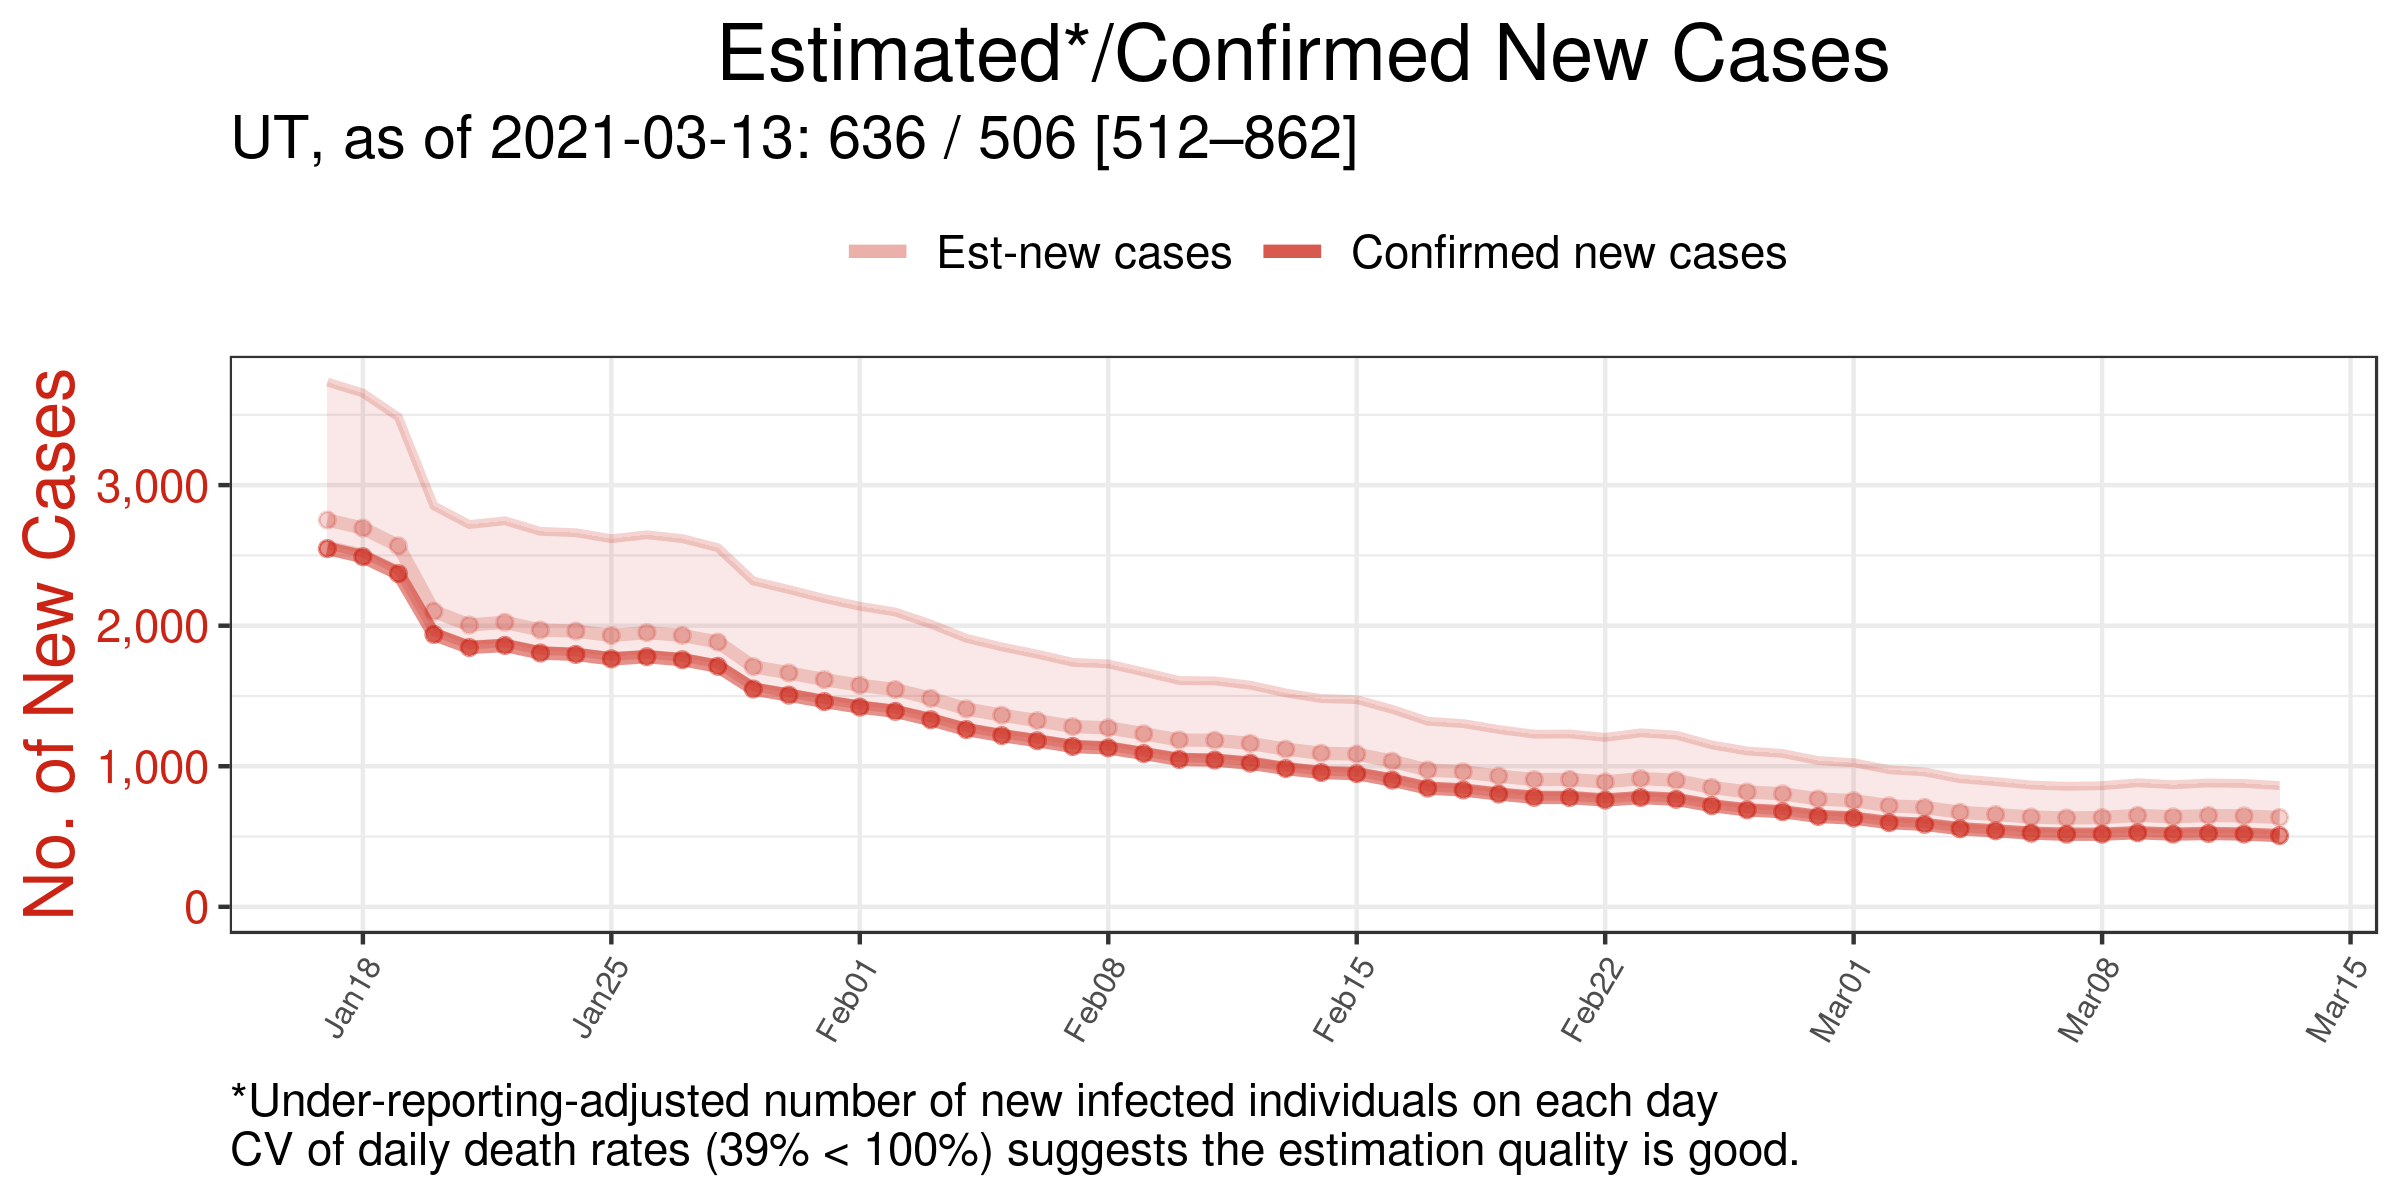 Estimated*/Confirmed New Cases
UT, as of 2021-03-13: 636 / 506 [512–862]
Est-new cases
Confirmed new cases
No. of New Cases
3,000
2,000
1,000
0
Jan18
Jan25
Feb01
Feb08
Feb15
Feb22
Mar01
Mar08
Mar15
*Under-reporting-adjusted number of new infected individuals on each day
CV of daily death rates (39% < 100%) suggests the estimation quality is good.